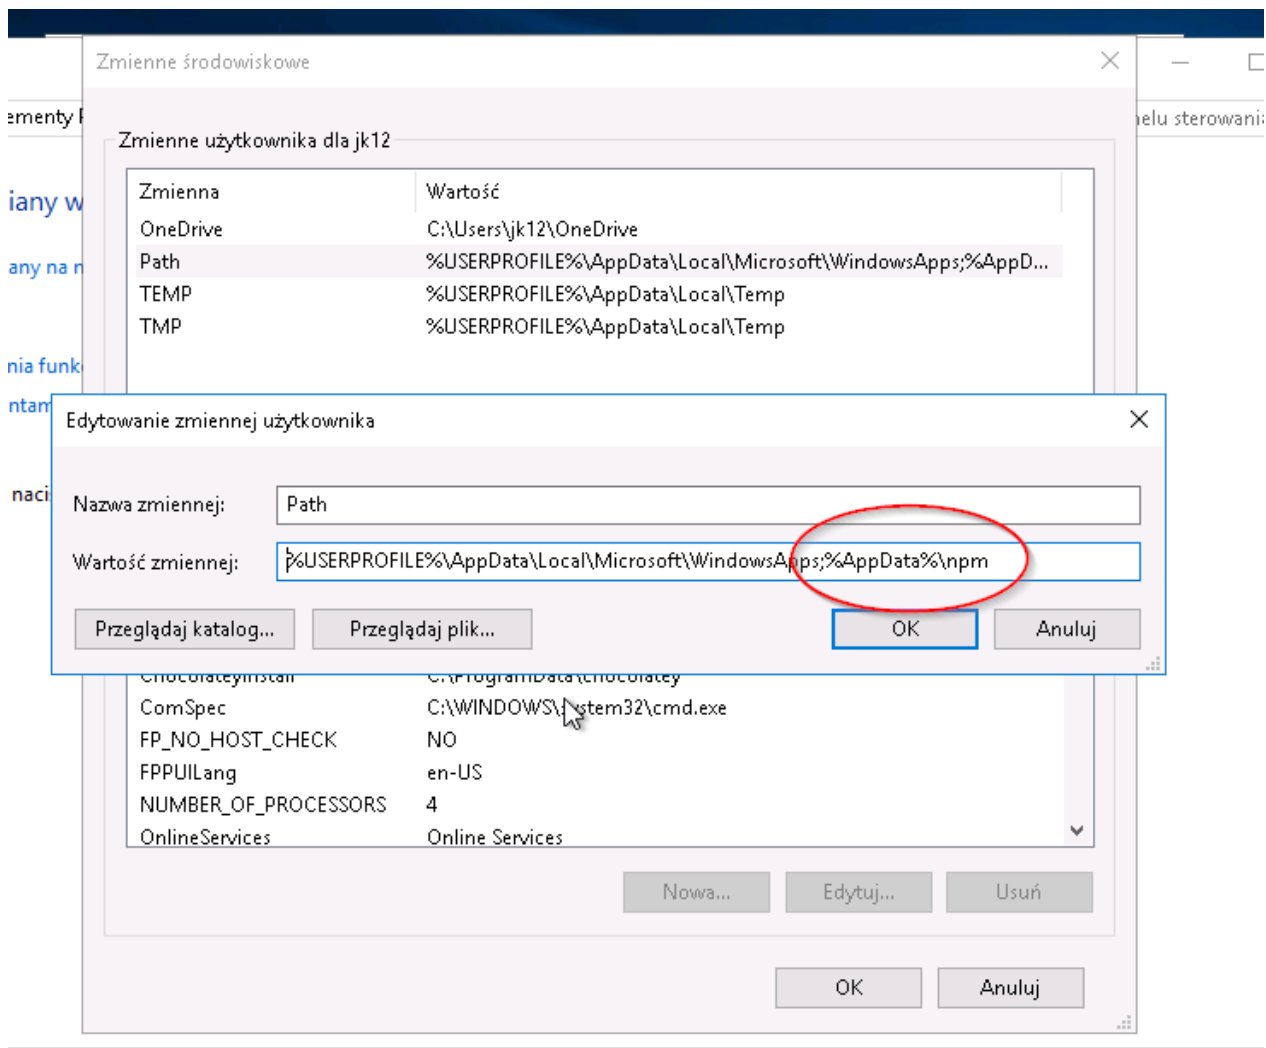 Zmienne środowiskowe
ementy
elu sterowani
Zmienne użytkownika dla jk12
Zmienna Wartość
iany w
OneDrive C:\Users\jk12\OneDrive
any na
Path %USERPROFILE%\AppData\Local\Microsoft\WindowsApps;%AppD...
TEMP %USERPROFILE%\AppData\Local\Temp
TMP %USERPROFILE%\AppData\Local\Temp
nia funk
ntam
Edytowanie zmiennej użytkownika
naci
Nazwa zmiennej: Path
Wartość zmiennej: %USERPROFILE%\AppData\Local\Microsoft\WindowsApps;%AppData%\npm
Przeglądaj katalog... Przeglądaj plik... OK Anuluj
ChocolateyInstall C:\ProgramData\chocolatey
ComSpec C:\WINDOWS\system32\cmd.exe
FP_NO_HOST_CHECK NO
FPPUILang en-US
NUMBER_OF_PROCESSORS 4
OnlineServices Online Services
Nowa... Edytuj... Usuń
OK Anuluj